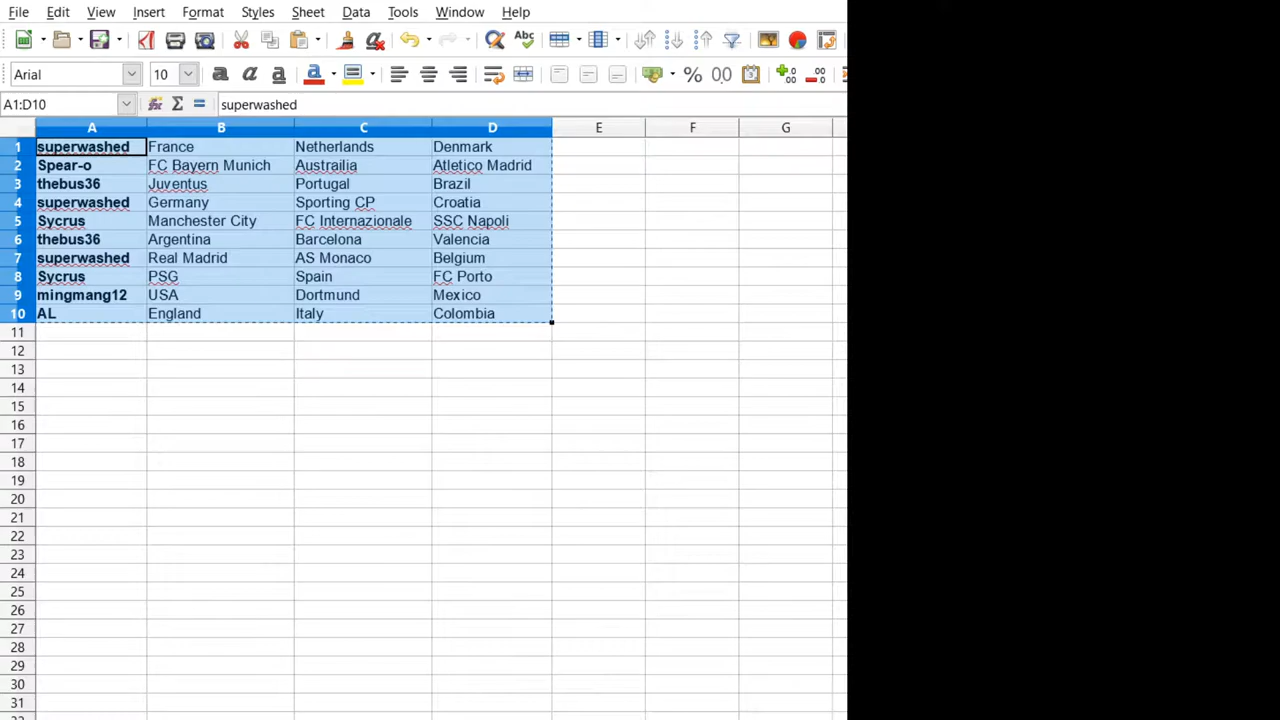 File Edit View Insert Format Styles Sheet Data Tools Window Help
Arial 10 a a a a % 0.0 .00 .00
A1:D10 fx Σ = superwashed
A B C D E F G
1 superwashed France Netherlands Denmark
2 Spear-o FC Bayern Munich Austrailia Atletico Madrid
3 thebus36 Juventus Portugal Brazil
4 superwashed Germany Sporting CP Croatia
5 Sycrus Manchester City FC Internazionale SSC Napoli
6 thebus36 Argentina Barcelona Valencia
7 superwashed Real Madrid AS Monaco Belgium
8 Sycrus PSG Spain FC Porto
9 mingmang12 USA Dortmund Mexico
10 AL England Italy Colombia
11
12
13
14
15
16
17
18
19
20
21
22
23
24
25
26
27
28
29
30
31